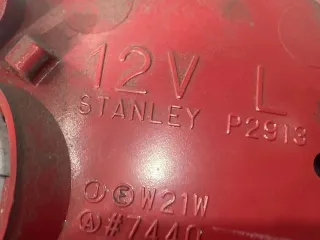 12V L
STANLEY P2913
Ⓙ Ⓔ W21W
Ⓐ #7440